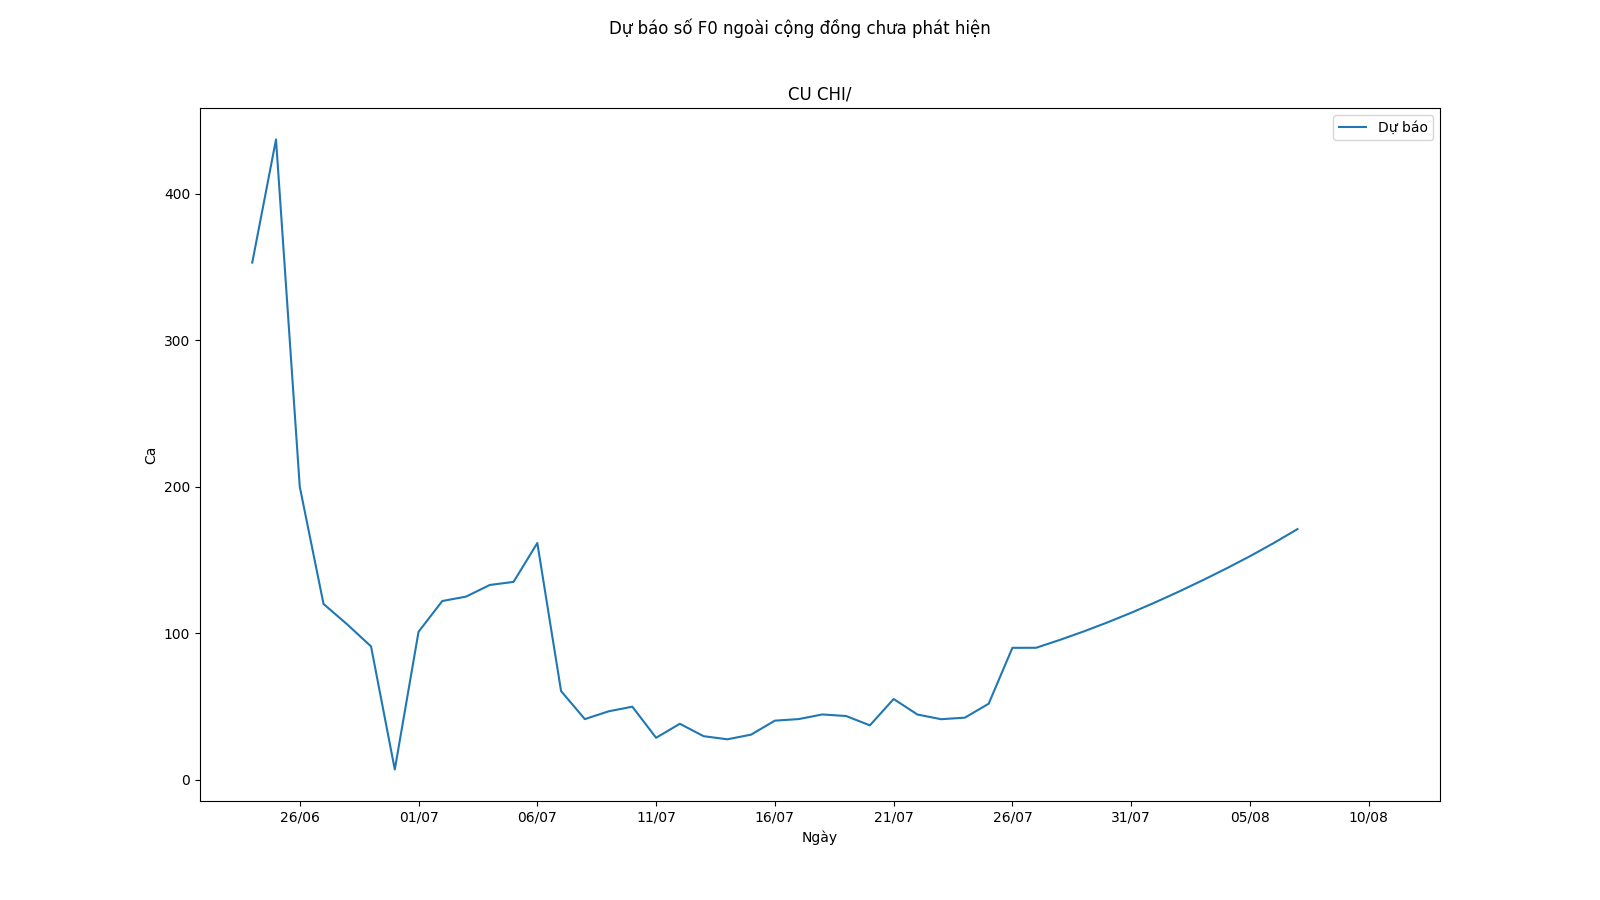 Dự báo số F0 ngoài cộng đồng chưa phát hiện
CU CHI/
Dự báo
400
300
200
100
0
Ca
26/06 01/07 06/07 11/07 16/07 21/07 26/07 31/07 05/08 10/08
Ngày